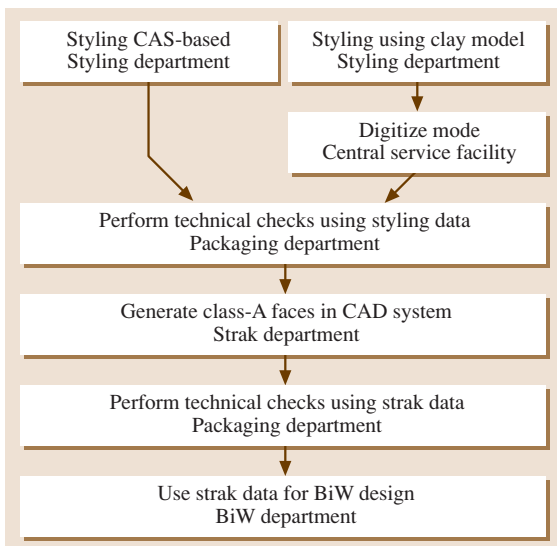 Styling CAS-based
Styling department
Styling using clay model
Styling department
Digitize mode
Central service facility
Perform technical checks using styling data
Packaging department
Generate class-A faces in CAD system
Strak department
Perform technical checks using strak data
Packaging department
Use strak data for BiW design
BiW department